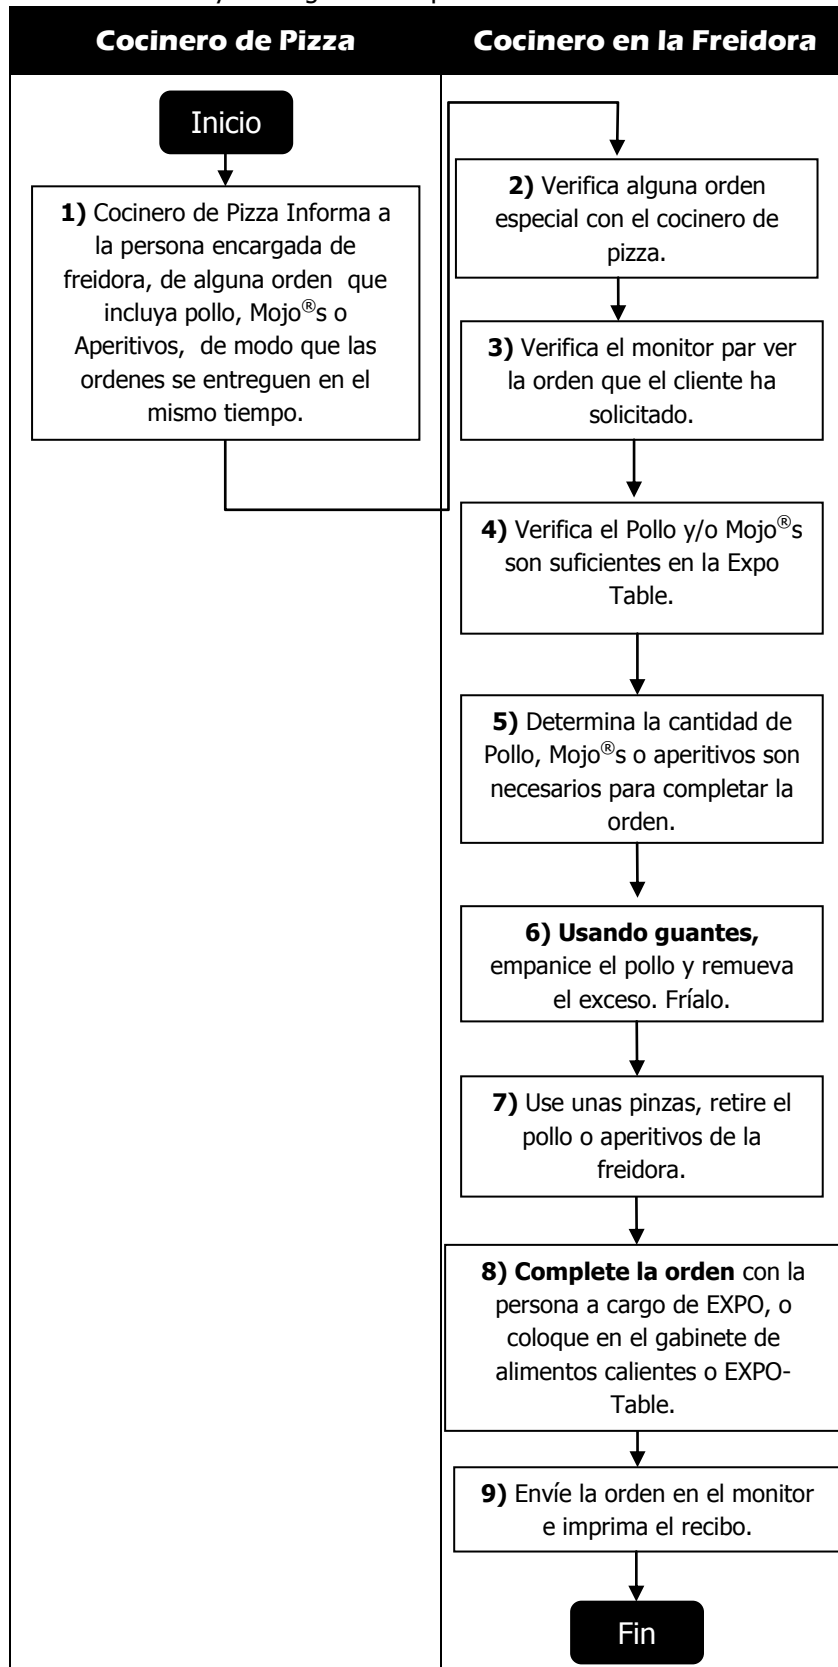 Cocinero de Pizza
Cocinero en la Freidora
Inicio
1) Cocinero de Pizza Informa a
la persona encargada de
freidora, de alguna orden que
incluya pollo, Mojo®s o
Aperitivos, de modo que las
ordenes se entreguen en el
mismo tiempo.
2) Verifica alguna orden
especial con el cocinero de
pizza.
3) Verifica el monitor par ver
la orden que el cliente ha
solicitado.
4) Verifica el Pollo y/o Mojo®s
son suficientes en la Expo
Table.
5) Determina la cantidad de
Pollo, Mojo®s o aperitivos son
necesarios para completar la
orden.
6) Usando guantes,
empanice el pollo y remueva
el exceso. Fríalo.
7) Use unas pinzas, retire el
pollo o aperitivos de la
freidora.
8) Complete la orden con la
persona a cargo de EXPO, o
coloque en el gabinete de
alimentos calientes o EXPO-
Table.
9) Envíe la orden en el monitor
e imprima el recibo.
Fin